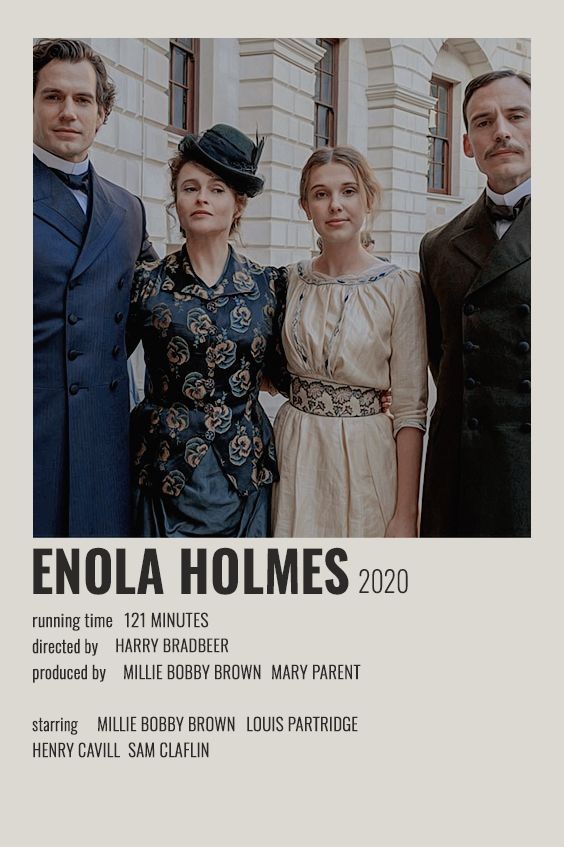 ENOLA HOLMES 2020
running time 121 MINUTES
directed by HARRY BRADBEER
produced by MILLIE BOBBY BROWN MARY PARENT
starring MILLIE BOBBY BROWN LOUIS PARTRIDGE
HENRY CAVILL SAM CLAFLIN